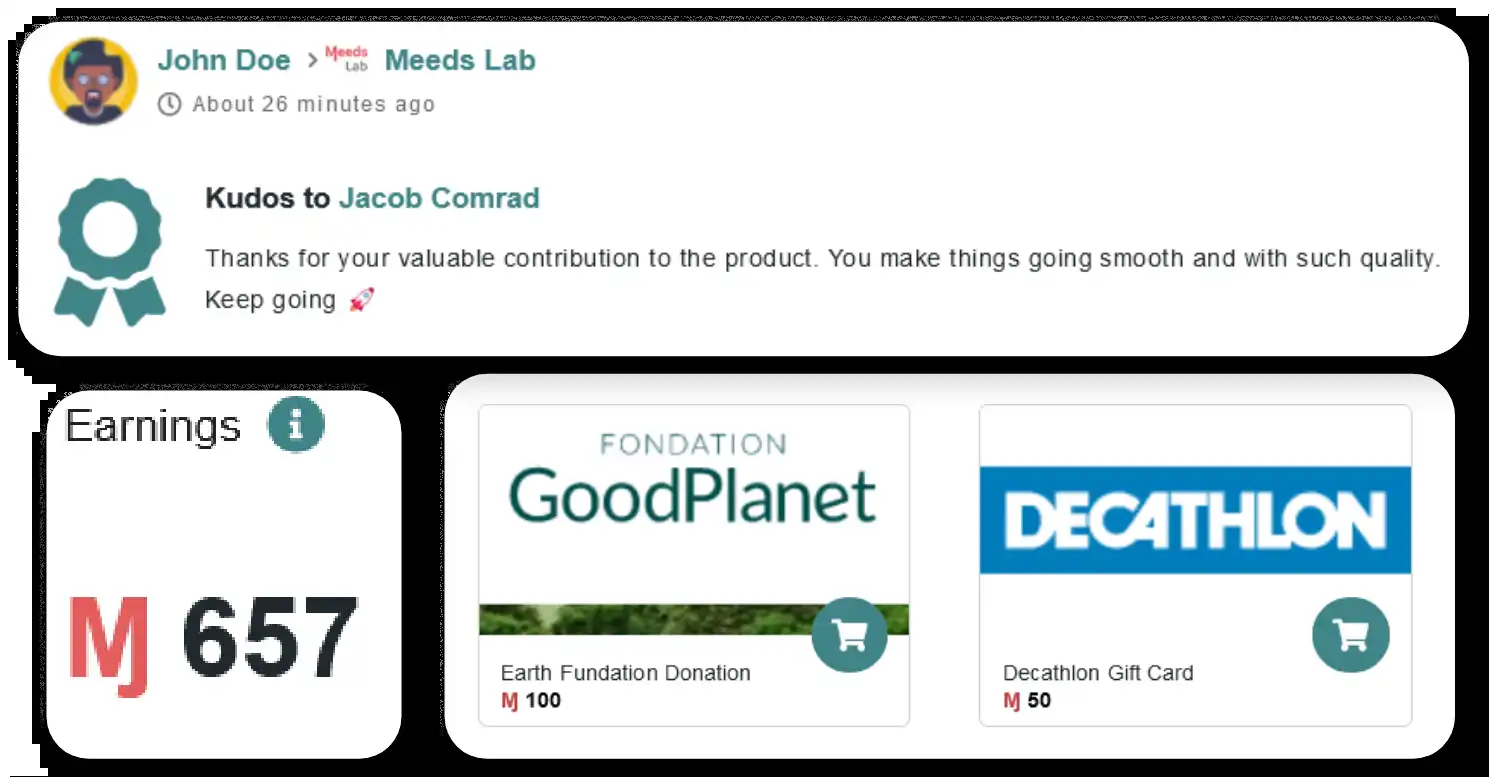 John Doe > Meeds Lab Meeds Lab
About 26 minutes ago
Kudos to Jacob Comrad
Thanks for your valuable contribution to the product. You make things going smooth and with such quality.
Keep going 🚀
Earnings i
M 657
FONDATION
GoodPlanet
Earth Fundation Donation
M 100
DECATHLON
Decathlon Gift Card
M 50